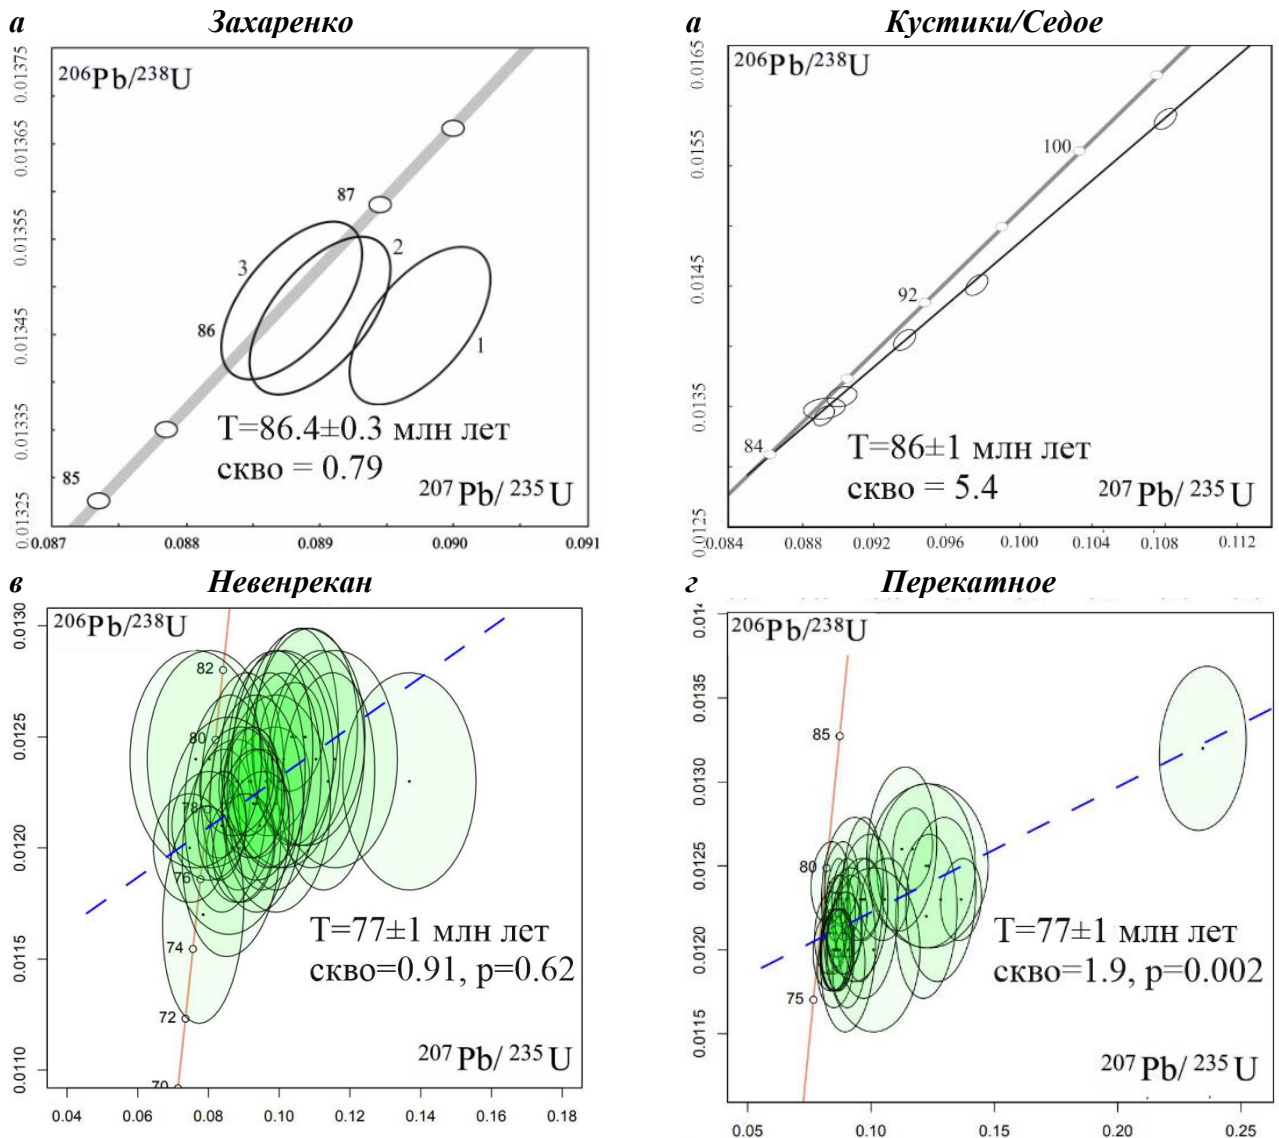 а Захаренко
206Pb/238U
0.01375
0.01365
0.01355
0.01345
0.01335
0.01325
87
86
85
3
2
1
T=86.4±0.3 млн лет
скво = 0.79
207Pb/ 235U
0.087 0.088 0.089 0.090 0.091
а Кустики/Седое
206Pb/238U
0.0165
0.0155
0.0145
0.0135
0.0125
100
92
84
T=86±1 млн лет
скво = 5.4
207Pb/ 235U
0.084 0.088 0.092 0.096 0.100 0.104 0.108 0.112
в Невенрекан
206Pb/238U
0.0130
0.0125
0.0120
0.0115
0.0110
82
80
78
76
74
72
70
T=77±1 млн лет
скво=0.91, p=0.62
207Pb/ 235U
0.04 0.06 0.08 0.10 0.12 0.14 0.16 0.18
г Перекатное
206Pb/238U
0.014
0.0135
0.0130
0.0125
0.0120
0.0115
85
80
75
T=77±1 млн лет
скво=1.9, p=0.002
207Pb/ 235U
0.05 0.10 0.15 0.20 0.25